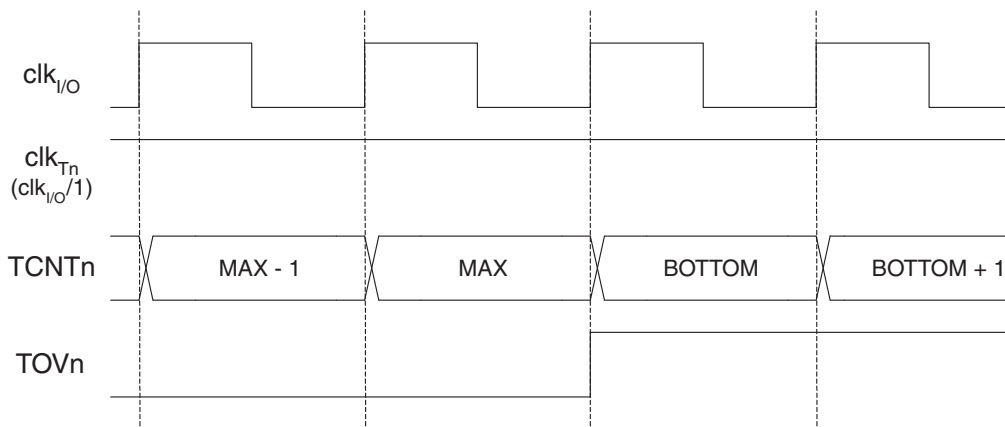 clkI/O
clkTn
(clkI/O/1)
TCNTn MAX - 1 MAX BOTTOM BOTTOM + 1
TOVn